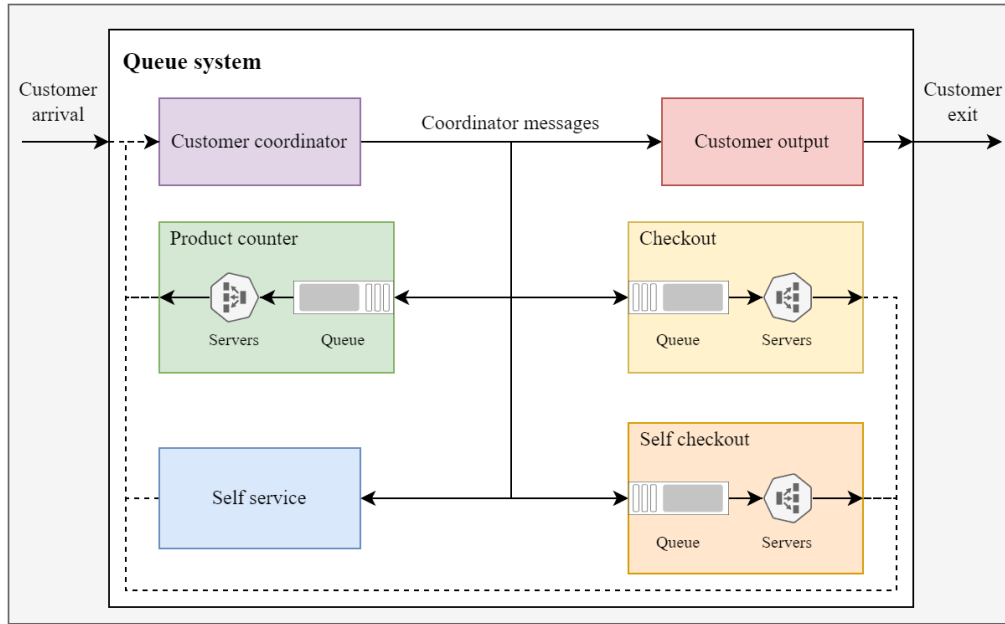 Queue system
Customer
arrival
Customer
exit
Customer coordinator
Coordinator messages
Customer output
Product counter
Servers
Queue
Checkout
Queue
Servers
Self service
Self checkout
Queue
Servers